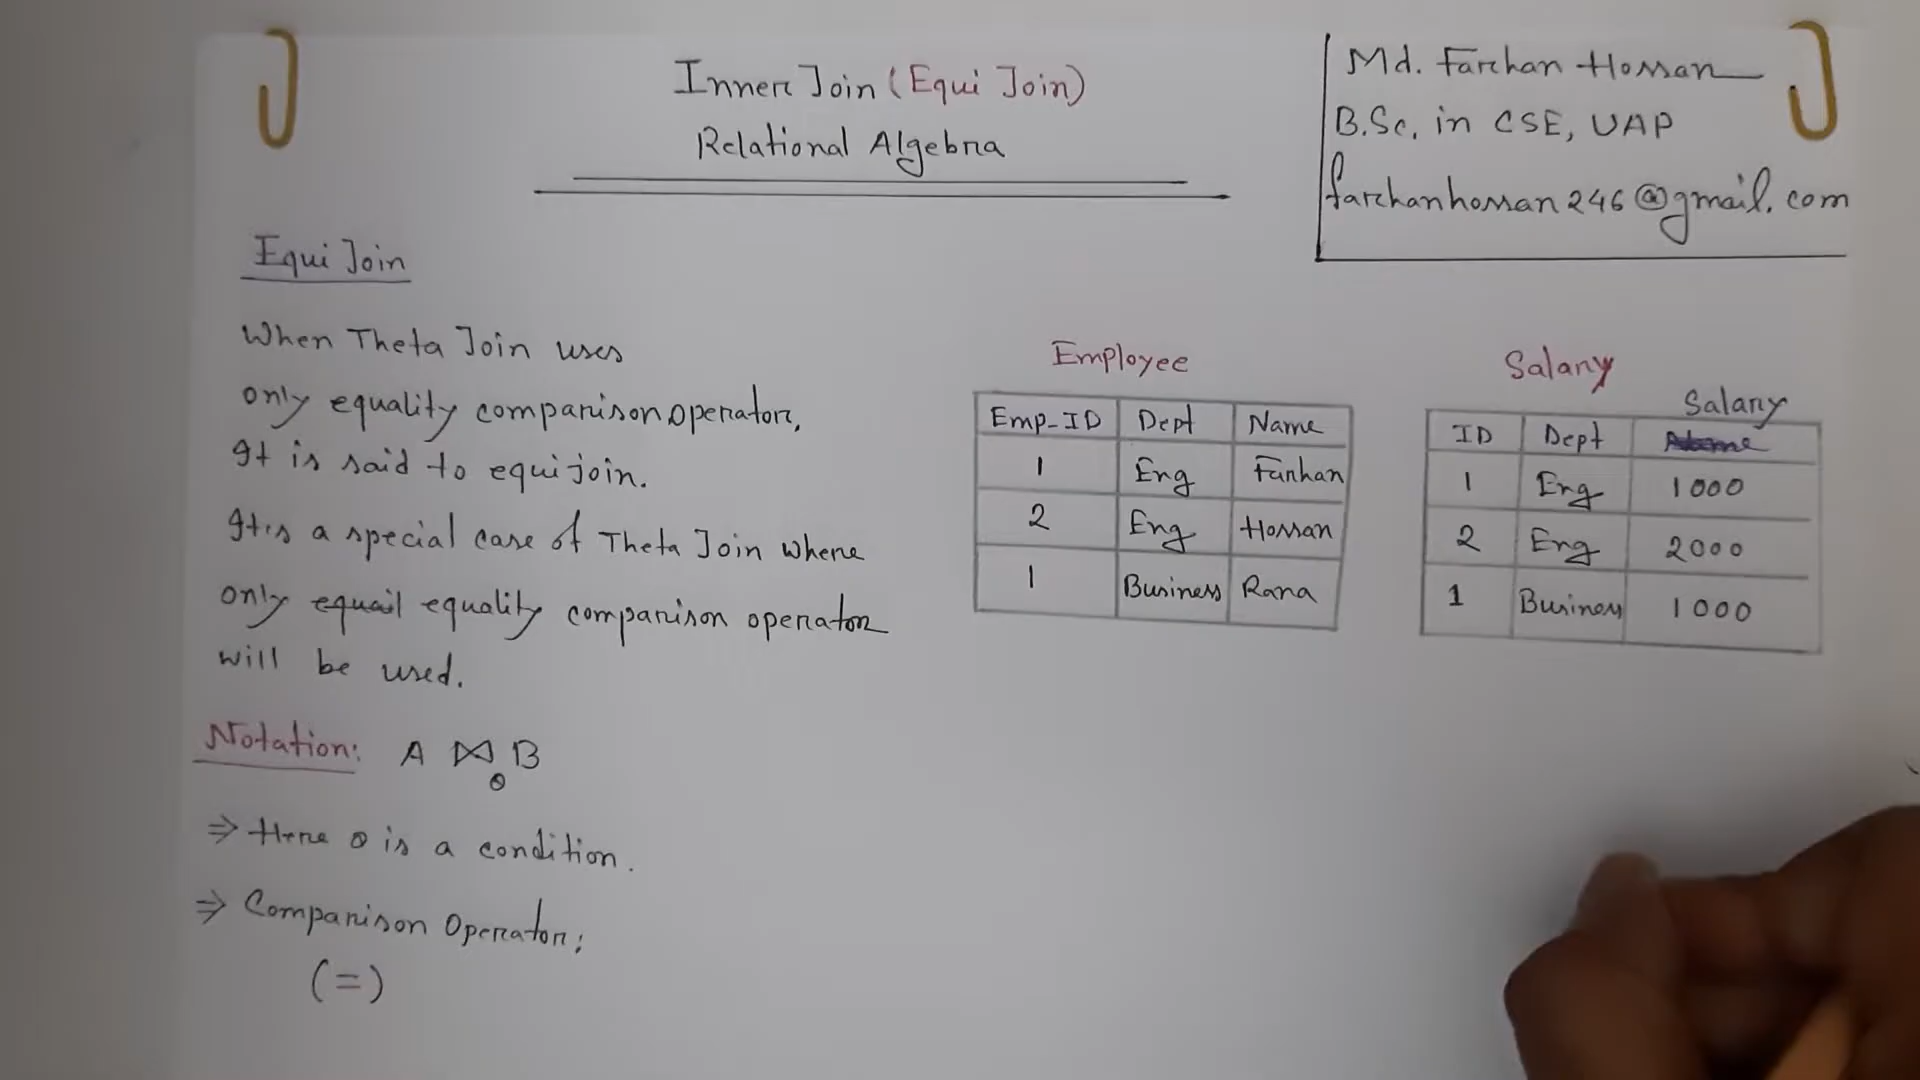 Inner Join (Equi Join)
Relational Algebra
Md. Farhan Hossan
B.Sc. in CSE, UAP
farhanhossan246@gmail.com
Equi Join
When Theta Join uses
only equality comparison operator,
It is said to equi join.
It is a special case of Theta Join where
only equail equality comparison operator
will be used.
Notation: A ⋈ B
θ
⇒ Here θ is a condition.
⇒ Comparison Operator:
(=)
Employee
Emp_ID Dept Name
1 Eng Farhan
2 Eng Hossan
1 Business Rana
Salary
Salary
ID Dept
1 Eng 1000
2 Eng 2000
1 Business 1000